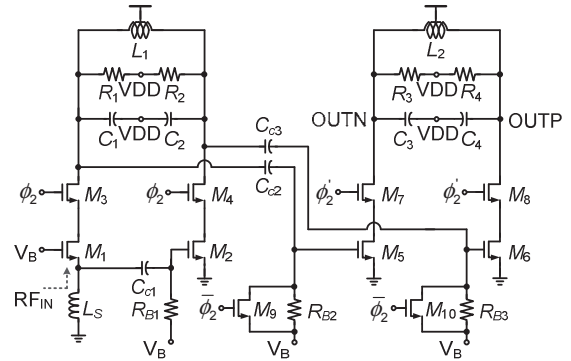 L1 L2
R1 VDD R2 R3 VDD R4
C1 VDD C2 Cc3 OUTN C3 VDD C4 OUTP
Cc2
ϕ2 M3 ϕ2 M4 ϕ2' M7 ϕ2' M8
VB M1 M2 M5 M6
RFIN LS Cc1 RB1 ϕ̅2 M9 RB2 ϕ̅2 M10 RB3
VB VB VB